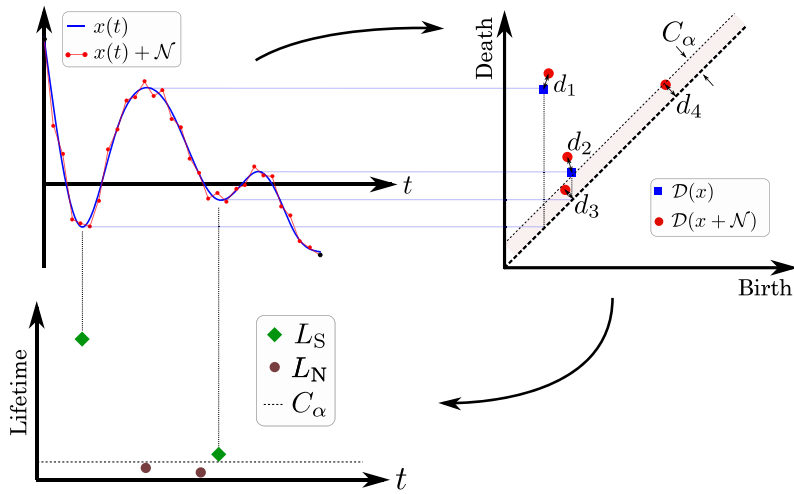 x(t)
x(t) + 𝒩
t
Death
C_α
d_1
d_2
d_3
d_4
𝒟(x)
𝒟(x + 𝒩)
Birth
Lifetime
L_S
L_N
C_α
t